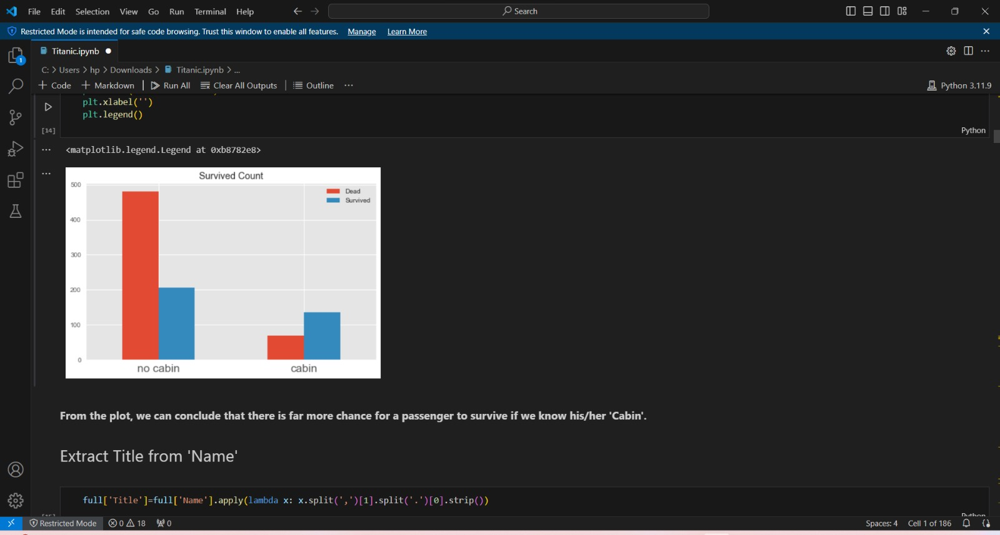 File Edit Selection View Go Run Terminal Help
Search
Restricted Mode is intended for safe code browsing. Trust this window to enable all features. Manage Learn More
1
Titanic.ipynb
C: > Users > hp > Downloads > Titanic.ipynb > ...
+ Code + Markdown Run All Clear All Outputs Outline ...
Python 3.11.9
plt.xlabel('')
plt.legend()
[14]
Python
<matplotlib.legend.Legend at 0xb8782e8>
Survived Count
500
400
300
200
100
0
Dead
Survived
no cabin
cabin
From the plot, we can conclude that there is far more chance for a passenger to survive if we know his/her 'Cabin'.
Extract Title from 'Name'
full['Title']=full['Name'].apply(lambda x: x.split(',')[1].split('.')[0].strip())
Python
Restricted Mode 0 18 0
Spaces: 4 Cell 1 of 186